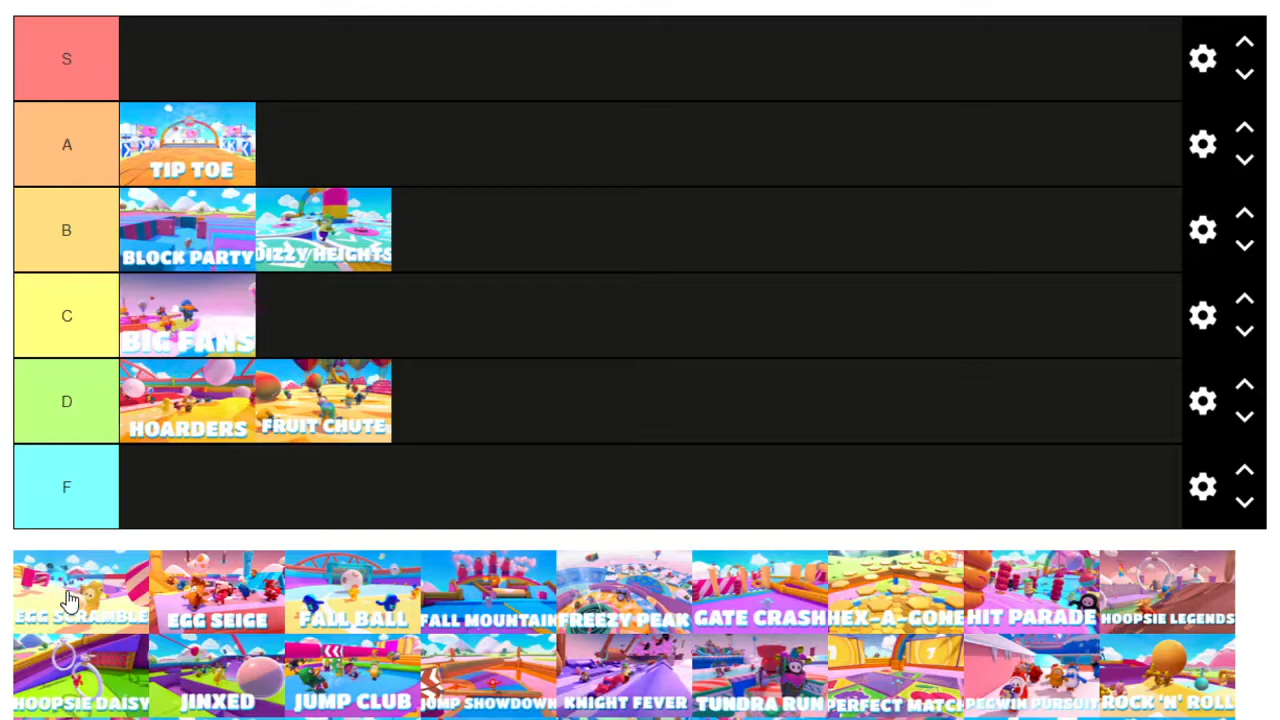 S
A
TIP TOE
B
BLOCK PARTY
DIZZY HEIGHTS
C
BIG FANS
D
HOARDERS
FRUIT CHUTE
F
EGG SCRAMBLE
EGG SEIGE
FALL BALL
FALL MOUNTAIN
FREEZY PEAK
GATE CRASH
HEX-A-GONE
HIT PARADE
HOOPSIE LEGENDS
HOOPSIE DAISY
JINXED
JUMP CLUB
JUMP SHOWDOWN
KNIGHT FEVER
TUNDRA RUN
PERFECT MATCH
PEGWIN PURSUIT
ROCK 'N' ROLL